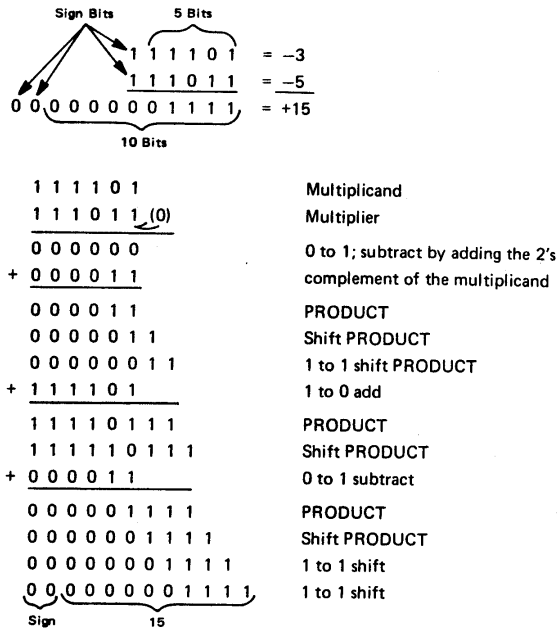 Sign Bits 5 Bits
1 1 1 1 0 1 = −3
1 1 1 0 1 1 = −5
0 0 0 0 0 0 0 0 1 1 1 1 = +15
10 Bits
1 1 1 1 0 1 Multiplicand
1 1 1 0 1 1 (0) Multiplier
0 0 0 0 0 0 0 to 1; subtract by adding the 2's
+ 0 0 0 0 1 1 complement of the multiplicand
0 0 0 0 1 1 PRODUCT
0 0 0 0 0 1 1 Shift PRODUCT
0 0 0 0 0 0 1 1 1 to 1 shift PRODUCT
+ 1 1 1 1 0 1 1 to 0 add
1 1 1 1 0 1 1 1 PRODUCT
1 1 1 1 1 0 1 1 1 Shift PRODUCT
+ 0 0 0 0 1 1 0 to 1 subtract
0 0 0 0 0 1 1 1 1 PRODUCT
0 0 0 0 0 0 1 1 1 1 Shift PRODUCT
0 0 0 0 0 0 0 1 1 1 1 1 to 1 shift
0 0 0 0 0 0 0 0 1 1 1 1 1 to 1 shift
Sign 15